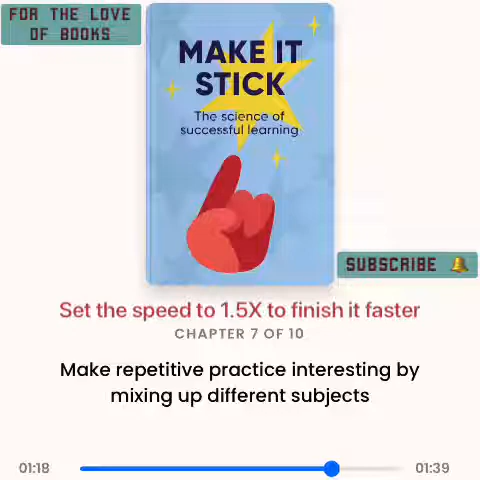 FOR THE LOVE
OF BOOKS
MAKE IT
STICK
The science of
successful learning
SUBSCRIBE
Set the speed to 1.5X to finish it faster
CHAPTER 7 OF 10
Make repetitive practice interesting by
mixing up different subjects
01:18
01:39